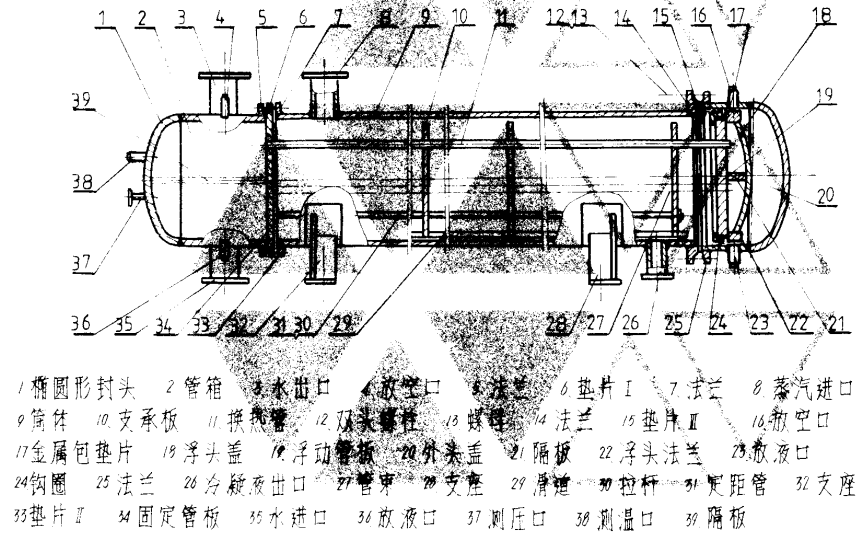 1 2 3 4 5 6 7 8 9 10 11 12 13 14 15 16 17 18
39 19
38 20
37
36 35 34 33 32 31 30 29 28 27 26 25 24 23 22 21
1椭圆形封头 2管箱 3水出口 4放空口 5法兰 6垫片I 7法兰 8蒸汽进口
9筒体 10支承板 11换热管 12双头螺柱 13螺母 14法兰 15垫片Ⅱ 16放空口
17金属包垫片 18浮头盖 19浮动管板 20外头盖 21隔板 22浮头法兰 23放液口
24钩圈 25法兰 26冷凝液出口 27管束 28支座 29滑道 30拉杆 31定距管 32支座
33垫片Ⅱ 34固定管板 35水进口 36放液口 37测压口 38测温口 39隔板